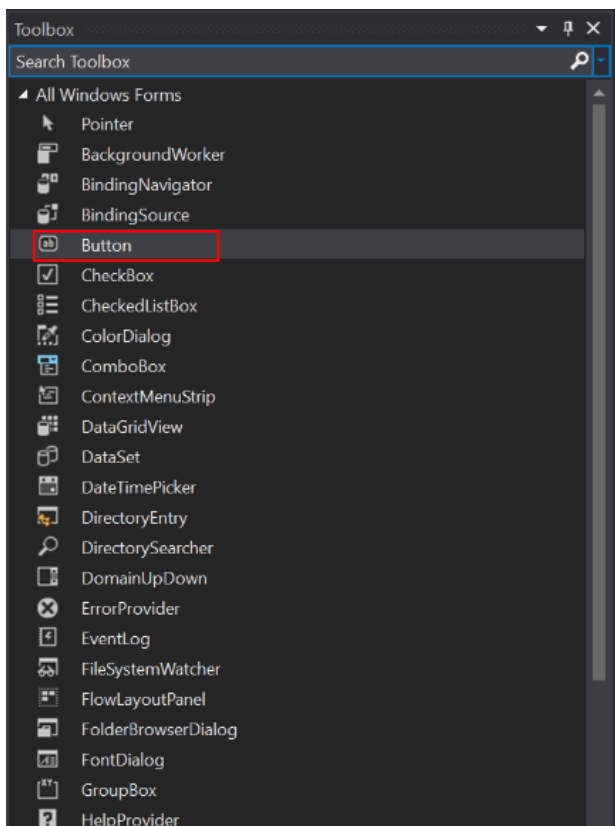 Toolbox
Search Toolbox
All Windows Forms
Pointer
BackgroundWorker
BindingNavigator
BindingSource
Button
CheckBox
CheckedListBox
ColorDialog
ComboBox
ContextMenuStrip
DataGridView
DataSet
DateTimePicker
DirectoryEntry
DirectorySearcher
DomainUpDown
ErrorProvider
EventLog
FileSystemWatcher
FlowLayoutPanel
FolderBrowserDialog
FontDialog
GroupBox
HelpProvider